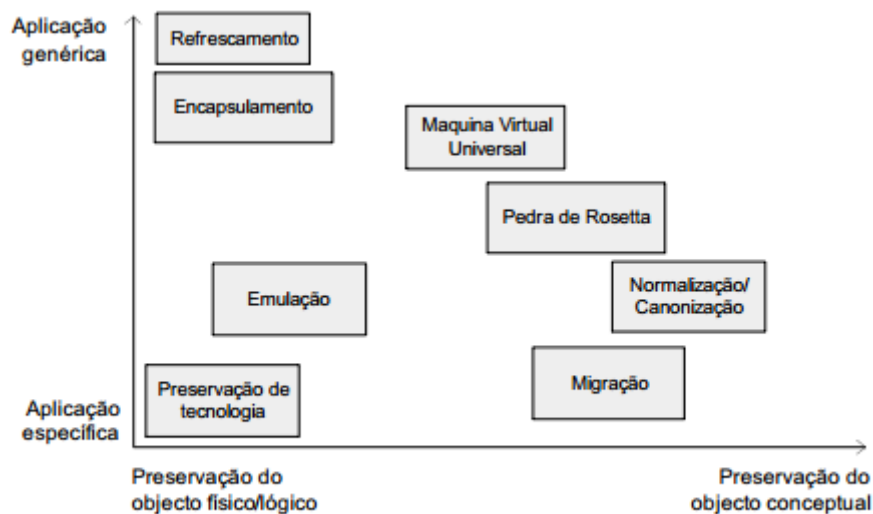 Aplicação
genérica
Refrescamento
Encapsulamento
Maquina Virtual
Universal
Pedra de Rosetta
Emulação
Normalização/
Canonização
Preservação de
tecnologia
Migração
Aplicação
específica
Preservação do
objecto físico/lógico
Preservação do
objecto conceptual